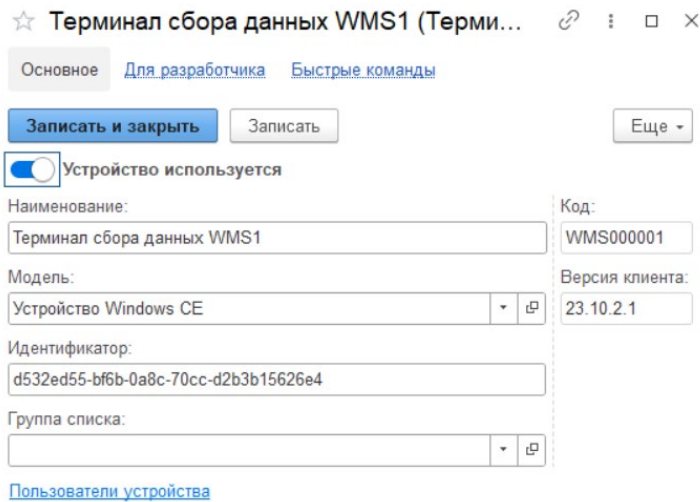 Терминал сбора данных WMS1 (Терми...
Основное Для разработчика Быстрые команды
Записать и закрыть Записать Еще
Устройство используется
Наименование: Код:
Терминал сбора данных WMS1 WMS000001
Модель: Версия клиента:
Устройство Windows CE 23.10.2.1
Идентификатор:
d532ed55-bf6b-0a8c-70cc-d2b3b15626e4
Группа списка:
Пользователи устройства